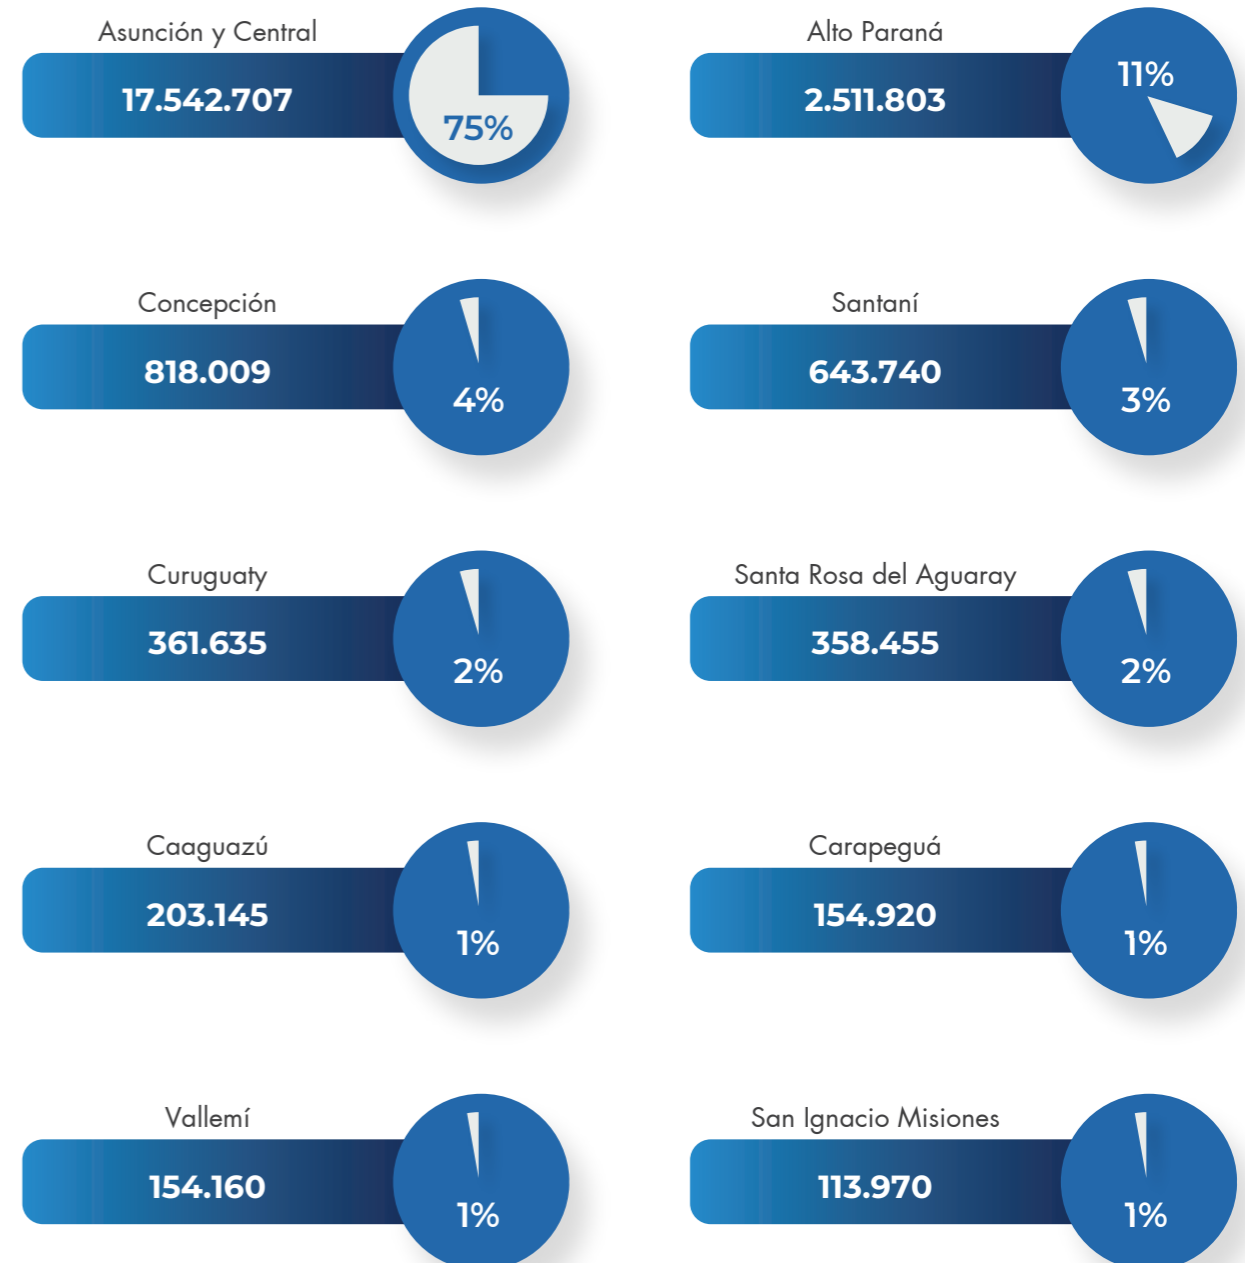 Asunción y Central
17.542.707
75%
Alto Paraná
2.511.803
11%
Concepción
818.009
4%
Santaní
643.740
3%
Curuguaty
361.635
2%
Santa Rosa del Aguaray
358.455
2%
Caaguazú
203.145
1%
Carapeguá
154.920
1%
Vallemí
154.160
1%
San Ignacio Misiones
113.970
1%